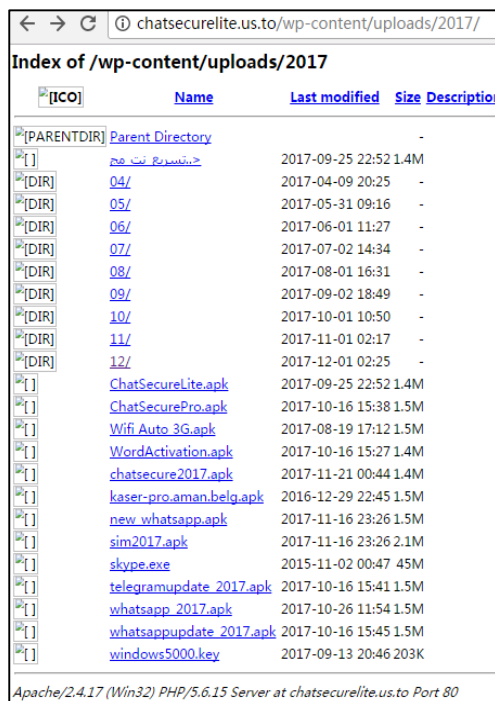 chatsecurelite.us.to/wp-content/uploads/2017/
Index of /wp-content/uploads/2017
[ICO] Name Last modified Size Description
[PARENTDIR] Parent Directory -
[ ] تسريع نت مج..> 2017-09-25 22:52 1.4M
[DIR] 04/ 2017-04-09 20:25 -
[DIR] 05/ 2017-05-31 09:16 -
[DIR] 06/ 2017-06-01 11:27 -
[DIR] 07/ 2017-07-02 14:34 -
[DIR] 08/ 2017-08-01 16:31 -
[DIR] 09/ 2017-09-02 18:49 -
[DIR] 10/ 2017-10-01 10:50 -
[DIR] 11/ 2017-11-01 02:17 -
[DIR] 12/ 2017-12-01 02:25 -
[ ] ChatSecureLite.apk 2017-09-25 22:52 1.4M
[ ] ChatSecurePro.apk 2017-10-16 15:38 1.5M
[ ] Wifi Auto 3G.apk 2017-08-19 17:12 1.5M
[ ] WordActivation.apk 2017-10-16 15:27 1.4M
[ ] chatsecure2017.apk 2017-11-21 00:44 1.4M
[ ] kaser-pro.aman.belg.apk 2016-12-29 22:45 1.5M
[ ] new whatsapp.apk 2017-11-16 23:26 1.5M
[ ] sim2017.apk 2017-11-16 23:26 2.1M
[ ] skype.exe 2015-11-02 00:47 45M
[ ] telegramupdate_2017.apk 2017-10-16 15:41 1.5M
[ ] whatsapp_2017.apk 2017-10-26 11:54 1.5M
[ ] whatsappupdate_2017.apk 2017-10-16 15:45 1.5M
[ ] windows5000.key 2017-09-13 20:46 203K
Apache/2.4.17 (Win32) PHP/5.6.15 Server at chatsecurelite.us.to Port 80